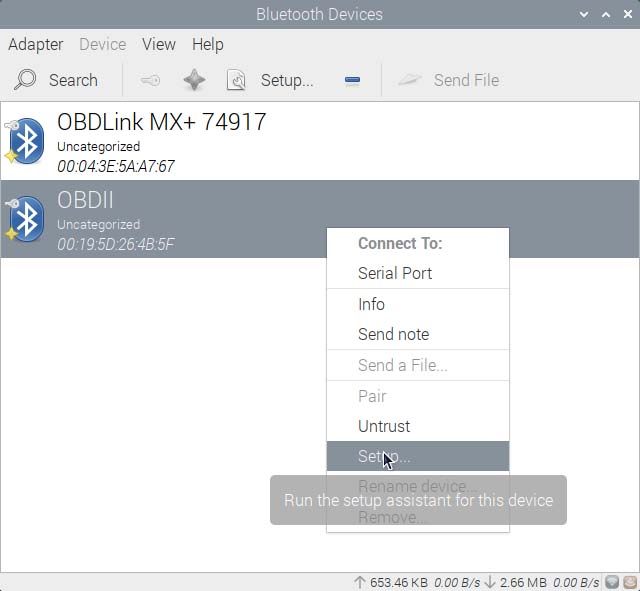 Bluetooth Devices
Adapter Device View Help
Search Setup... Send File
OBDLink MX+ 74917
Uncategorized
00:04:3E:5A:A7:67
OBDII
Uncategorized
00:19:5D:26:4B:5F
Connect To:
Serial Port
Info
Send note
Send a File...
Pair
Untrust
Setup...
Rename device...
Run the setup assistant for this device
Remove...
653.46 KB 0.00 B/s 2.66 MB 0.00 B/s